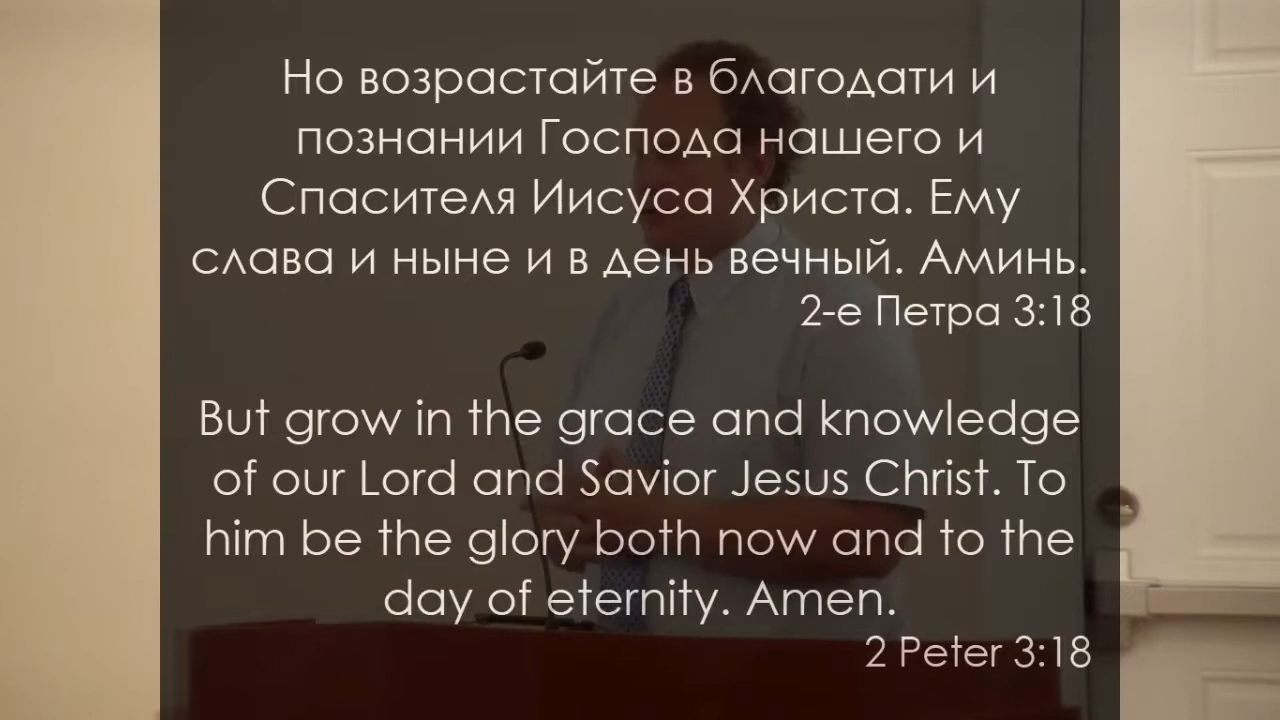 Но возрастайте в благодати и
познании Господа нашего и
Спасителя Иисуса Христа. Ему
слава и ныне и в день вечный. Аминь.
2-е Петра 3:18
But grow in the grace and knowledge
of our Lord and Savior Jesus Christ. To
him be the glory both now and to the
day of eternity. Amen.
2 Peter 3:18